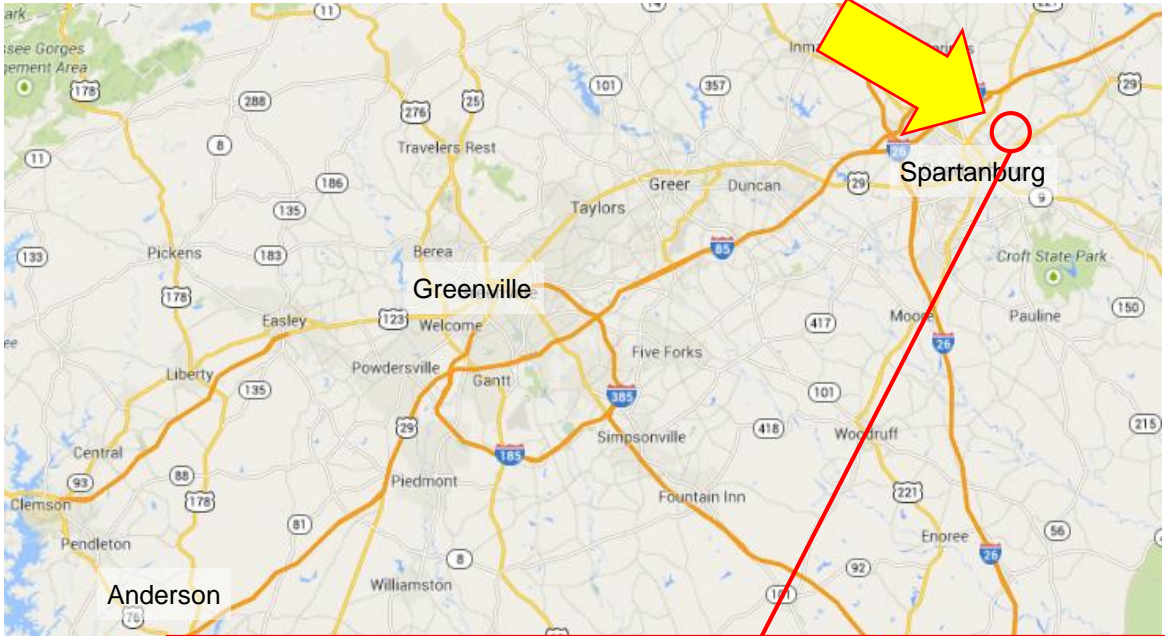 ark
11
14
221
ssee Gorges
gement Area
178
288
276
25
101
357
Inm
29
11
8
Travelers Rest
26
186
Greer
Duncan
29
Spartanburg
9
135
Taylors
133
Pickens
183
Berea
85
Croft State Park
178
Greenville
150
Easley
123
Welcome
417
Moore
Pauline
ee
26
Liberty
135
Powdersville
Gantt
Five Forks
385
101
29
Simpsonville
418
Woodruff
215
Central
185
93
88
178
Piedmont
Fountain Inn
221
Clemson
81
Enoree
56
Pendleton
8
26
92
Anderson
Williamston
101
76